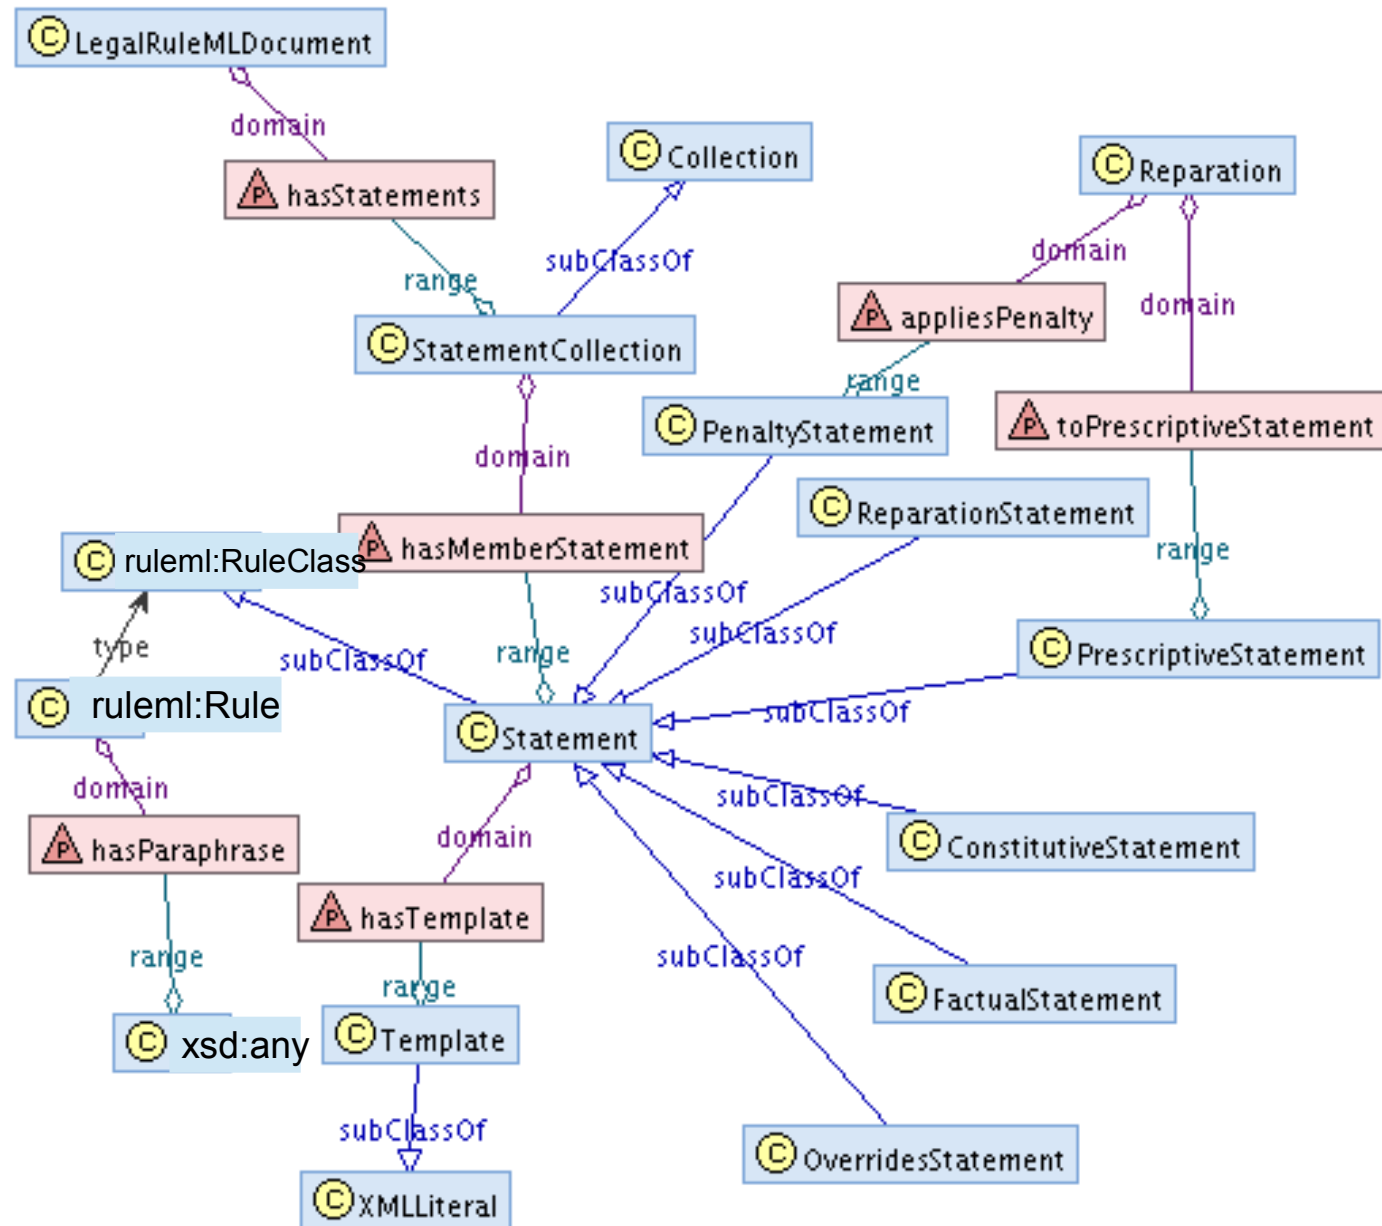 C LegalRuleMLDocument
domain
C Collection
C Reparation
P hasStatements
domain
subClassOf
range
P appliesPenalty
domain
C StatementCollection
range
C PenaltyStatement
P toPrescriptiveStatement
domain
C ReparationStatement
P hasMemberStatement
C ruleml:RuleClass
range
subClassOf
subClassOf
type
range
subClassOf
C PrescriptiveStatement
C ruleml:Rule
subClassOf
C Statement
domain
subClassOf
domain
P hasParaphrase
C ConstitutiveStatement
subClassOf
P hasTemplate
range
subClassOf
range
C FactualStatement
C xsd:any
C Template
subClassOf
C OverridesStatement
C XMLLiteral